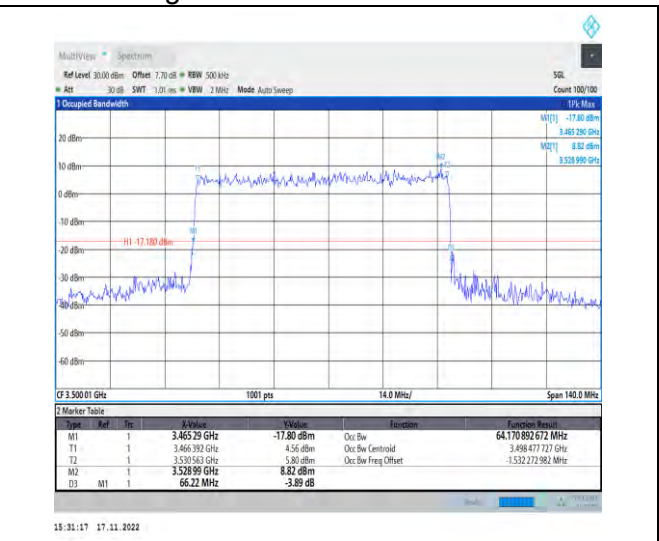 MultiView Spectrum
Ref Level 30.00 dBm Offset 7.70 dB RBW 500 kHz SGL
Att 30 dB SWT 1.01 ms VBW 2 MHz Mode Auto Sweep Count 100/100
1 Occupied Bandwidth 1Pk Max
M1[1] -17.80 dBm
3.465 290 GHz
M2[1] 8.82 dBm
3.528 990 GHz
20 dBm
M2
T1 T2
10 dBm
0 dBm
-10 dBm
M1
H1 -17.180 dBm
-20 dBm
-30 dBm
-40 dBm
-50 dBm
-60 dBm
CF 3.500 01 GHz 1001 pts 14.0 MHz/ Span 140.0 MHz
2 Marker Table
Type Ref Trc X-Value Y-Value Function Function Result
M1 1 3.465 29 GHz -17.80 dBm Occ Bw 64.170 892 672 MHz
T1 1 3.466 392 GHz 4.56 dBm Occ Bw Centroid 3.498 477 727 GHz
T2 1 3.530 563 GHz 5.80 dBm Occ Bw Freq Offset -1.532 272 982 MHz
M2 1 3.528 99 GHz 8.82 dBm
D3 M1 1 66.22 MHz -3.89 dB
15:31:17 17.11.2022